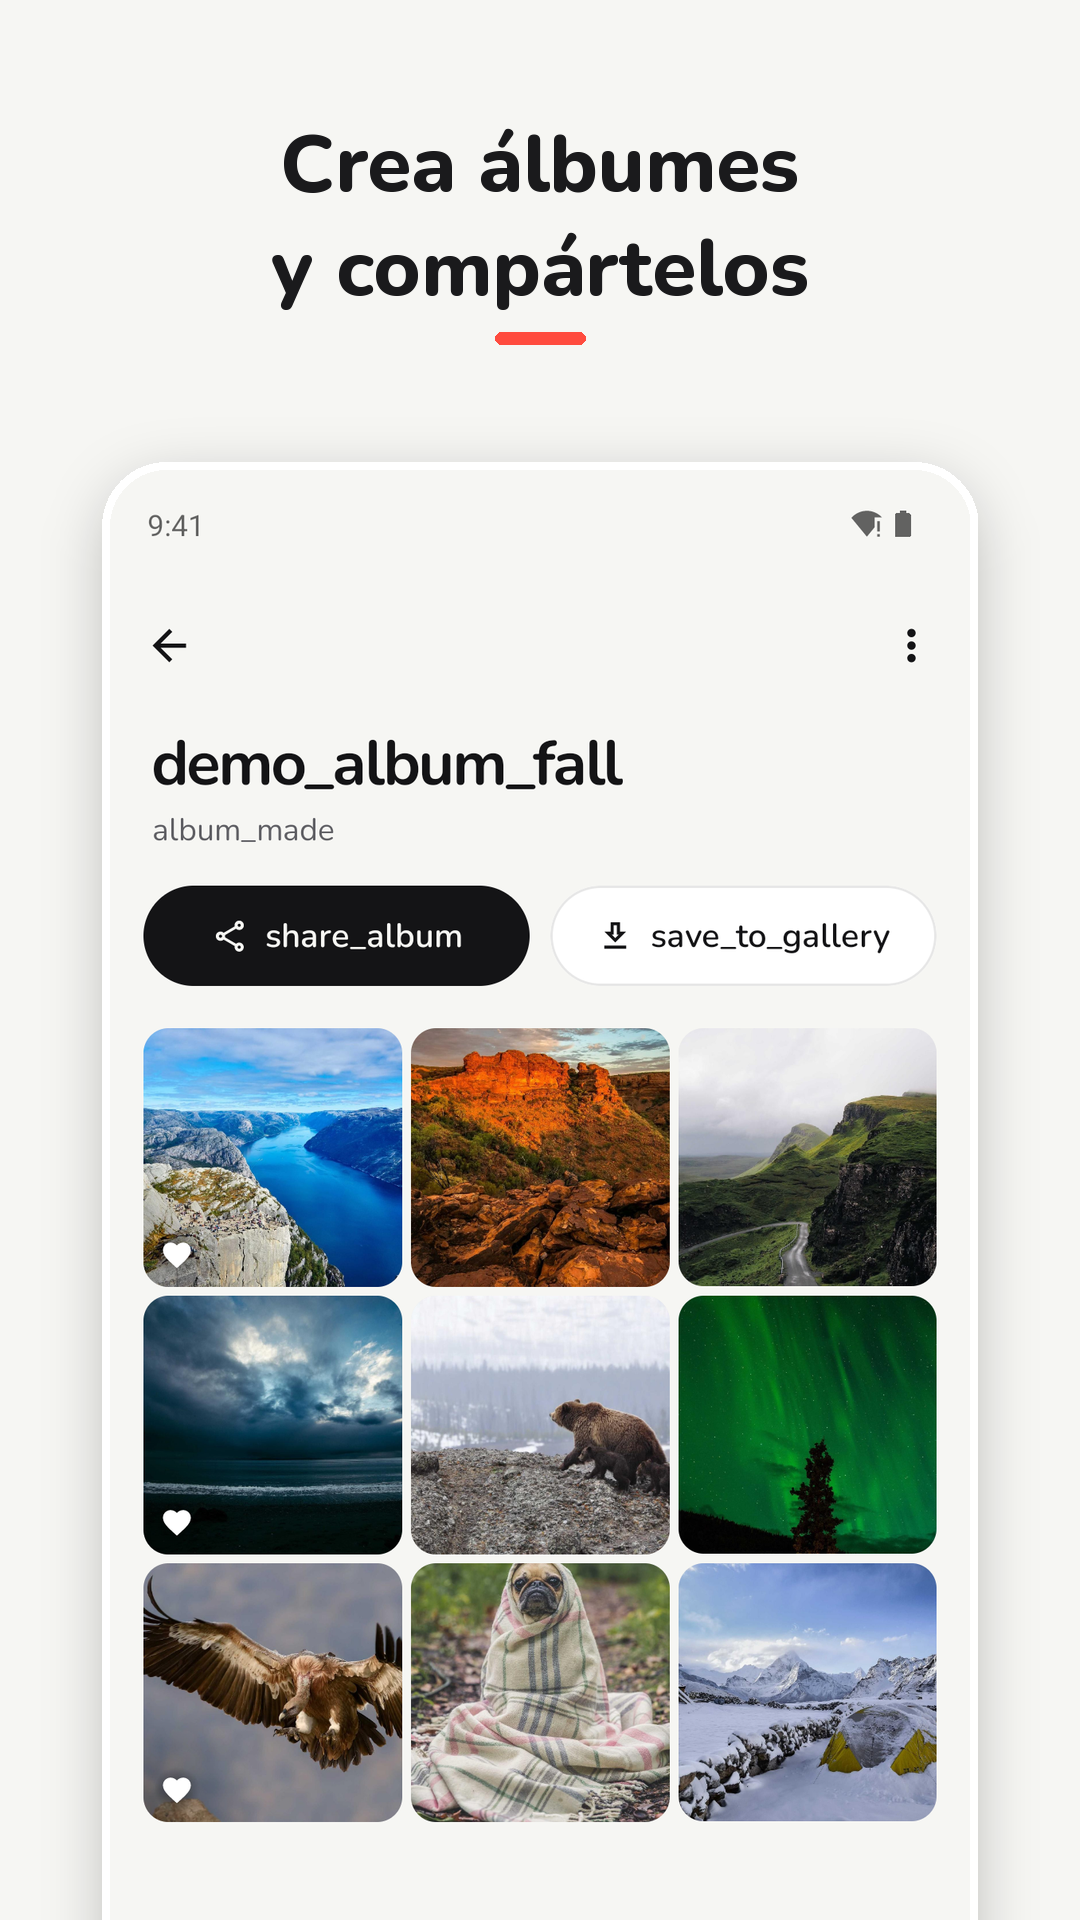 Crea álbumes
y compártelos
9:41
demo_album_fall
album_made
share_album
save_to_gallery